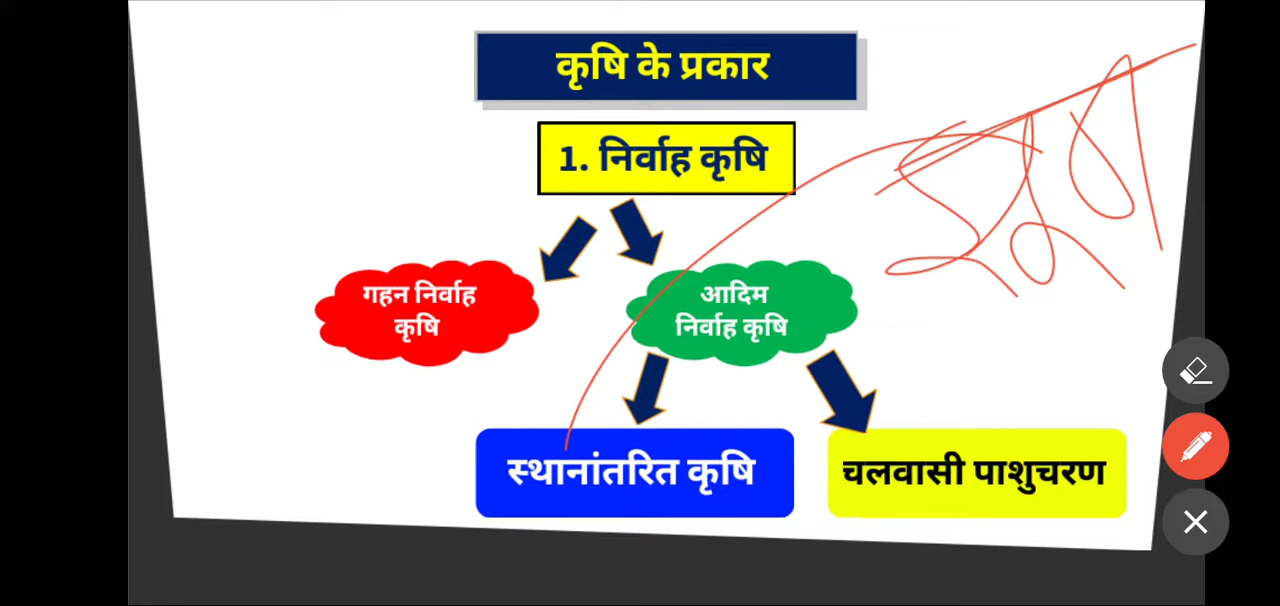 कृषि के प्रकार
1. निर्वाह कृषि
गहन निर्वाह
कृषि
आदिम
निर्वाह कृषि
स्थानांतरित कृषि
चलवासी पाशुचरण